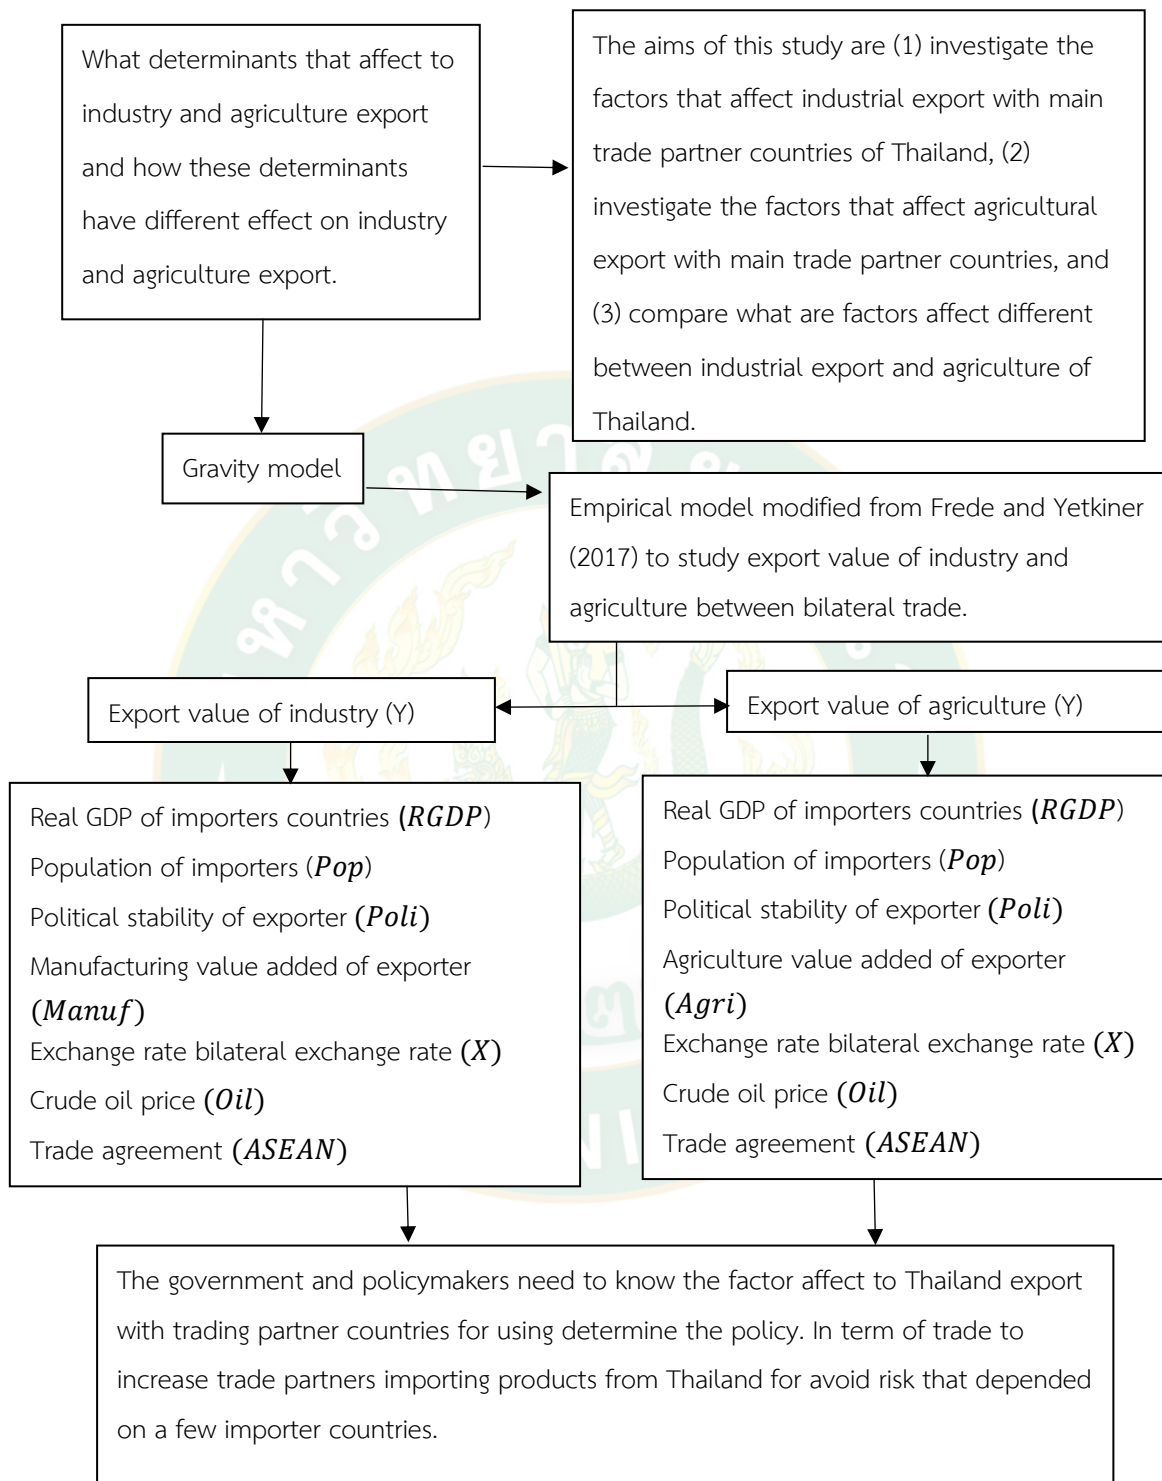 What determinants that affect to
industry and agriculture export
and how these determinants
have different effect on industry
and agriculture export.
The aims of this study are (1) investigate the
factors that affect industrial export with main
trade partner countries of Thailand, (2)
investigate the factors that affect agricultural
export with main trade partner countries, and
(3) compare what are factors affect different
between industrial export and agriculture of
Thailand.
Gravity model
Empirical model modified from Frede and Yetkiner
(2017) to study export value of industry and
agriculture between bilateral trade.
Export value of industry (Y)
Export value of agriculture (Y)
Real GDP of importers countries (RGDP)
Population of importers (Pop)
Political stability of exporter (Poli)
Manufacturing value added of exporter
(Manuf)
Exchange rate bilateral exchange rate (X)
Crude oil price (Oil)
Trade agreement (ASEAN)
Real GDP of importers countries (RGDP)
Population of importers (Pop)
Political stability of exporter (Poli)
Agriculture value added of exporter
(Agri)
Exchange rate bilateral exchange rate (X)
Crude oil price (Oil)
Trade agreement (ASEAN)
The government and policymakers need to know the factor affect to Thailand export
with trading partner countries for using determine the policy. In term of trade to
increase trade partners importing products from Thailand for avoid risk that depended
on a few importer countries.